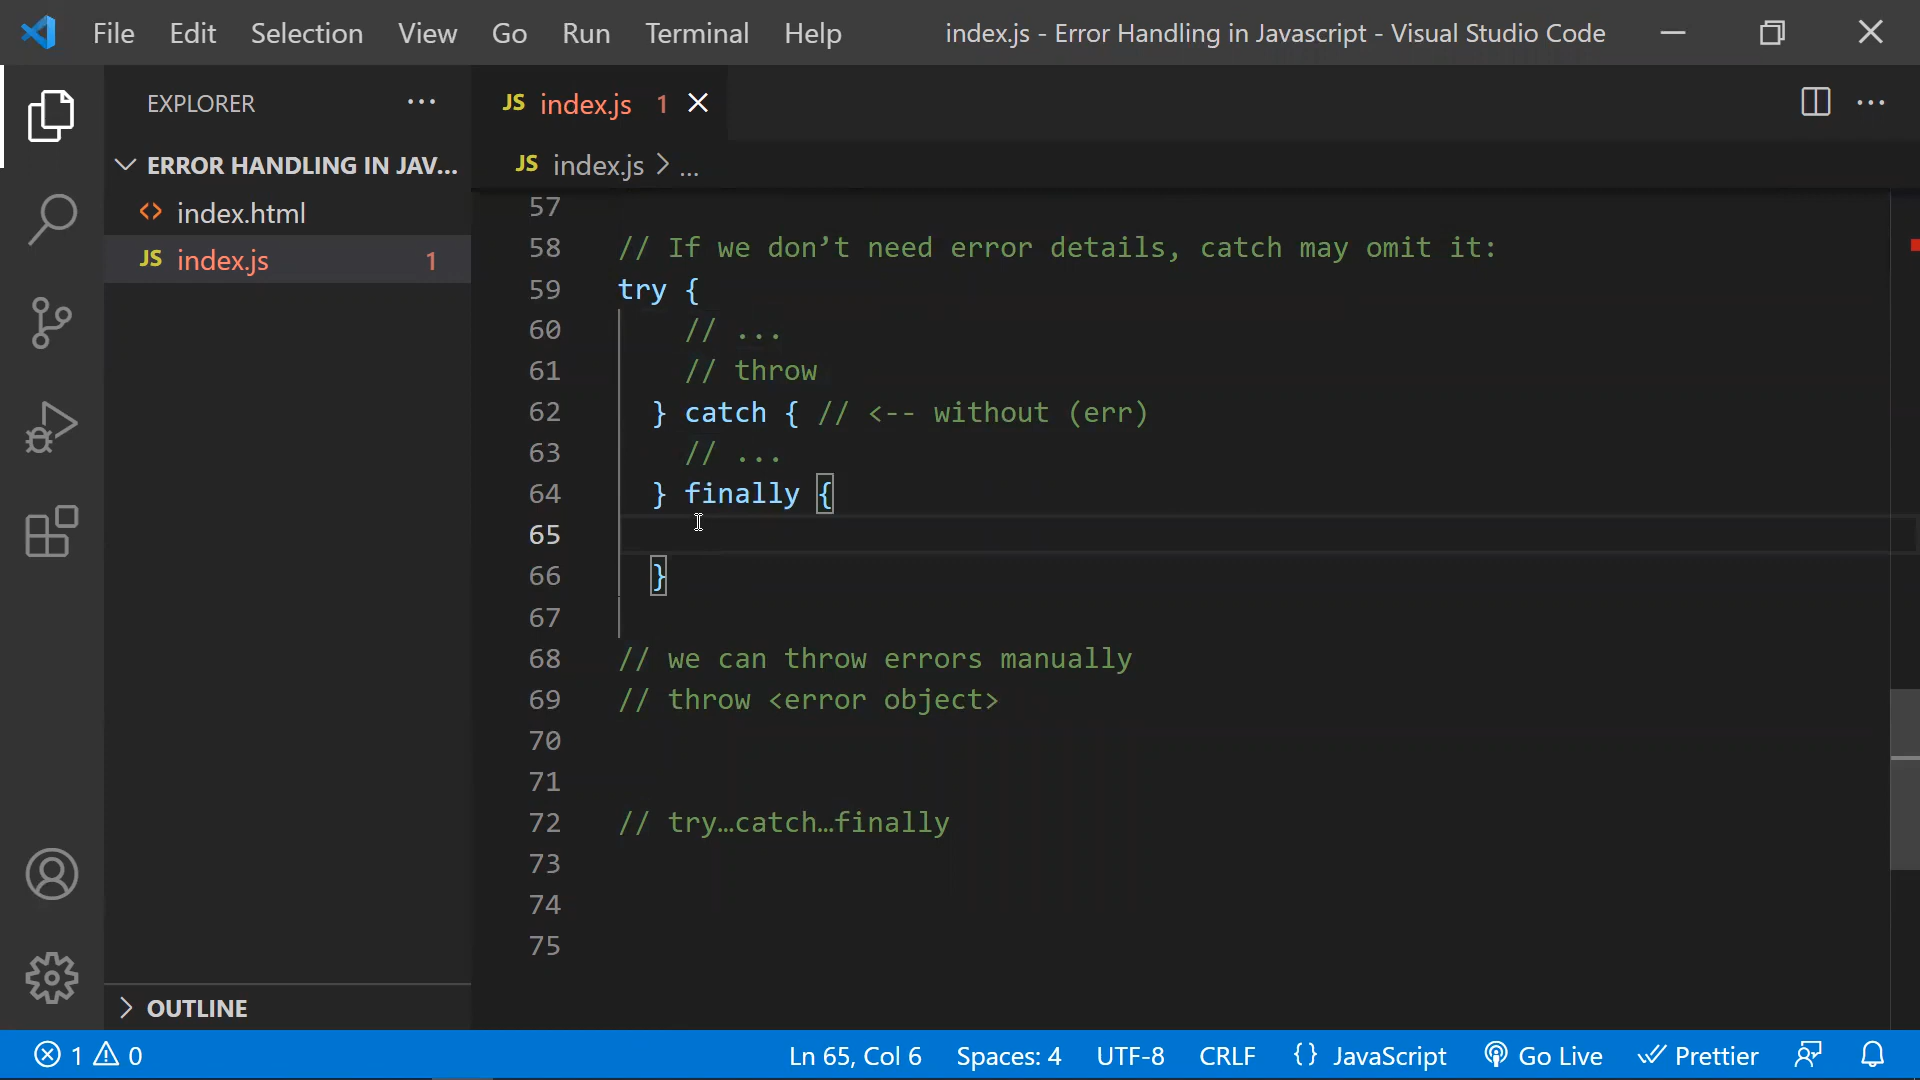 File Edit Selection View Go Run Terminal Help index.js - Error Handling in Javascript - Visual Studio Code
EXPLORER ...
ERROR HANDLING IN JAV...
<> index.html
JS index.js 1
OUTLINE
JS index.js 1
JS index.js > ...
57
58 // If we don’t need error details, catch may omit it:
59 try {
60 // ...
61 // throw
62 } catch { // <-- without (err)
63 // ...
64 } finally {
65
66 }
67
68 // we can throw errors manually
69 // throw <error object>
70
71
72 // try…catch…finally
73
74
75
1 0 Ln 65, Col 6 Spaces: 4 UTF-8 CRLF {} JavaScript Go Live Prettier